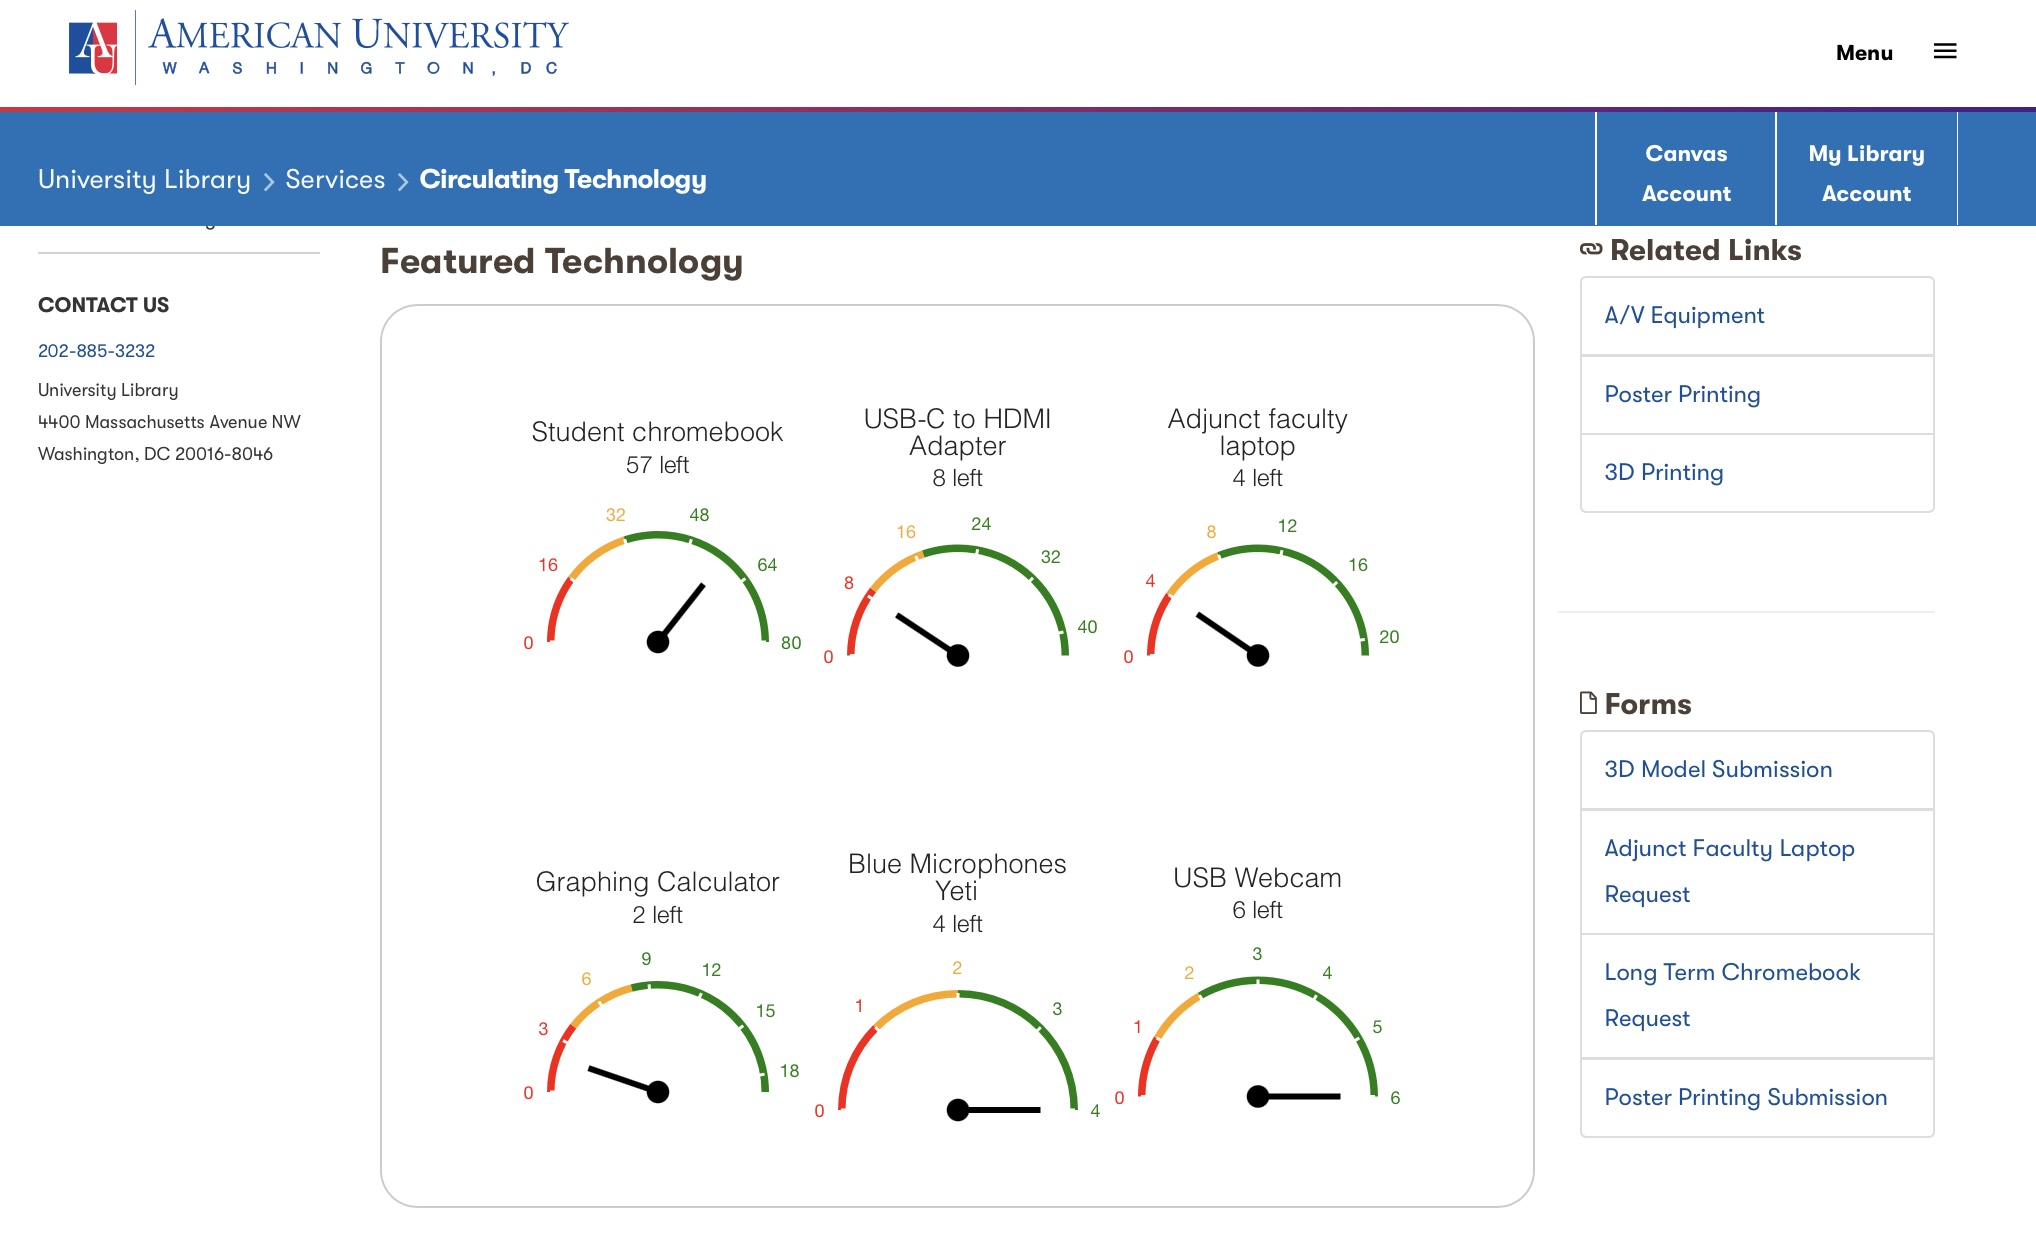 AMERICAN UNIVERSITY
WASHINGTON, DC
Menu
University Library > Services > Circulating Technology
Canvas
Account
My Library
Account
CONTACT US
202-885-3232
University Library
4400 Massachusetts Avenue NW
Washington, DC 20016-8046
Featured Technology
Student chromebook
57 left
0
16
32
48
64
80
USB-C to HDMI
Adapter
8 left
0
8
16
24
32
40
Adjunct faculty
laptop
4 left
0
4
8
12
16
20
Graphing Calculator
2 left
0
3
6
9
12
15
18
Blue Microphones
Yeti
4 left
0
1
2
3
4
USB Webcam
6 left
0
1
2
3
4
5
6
Related Links
A/V Equipment
Poster Printing
3D Printing
Forms
3D Model Submission
Adjunct Faculty Laptop
Request
Long Term Chromebook
Request
Poster Printing Submission